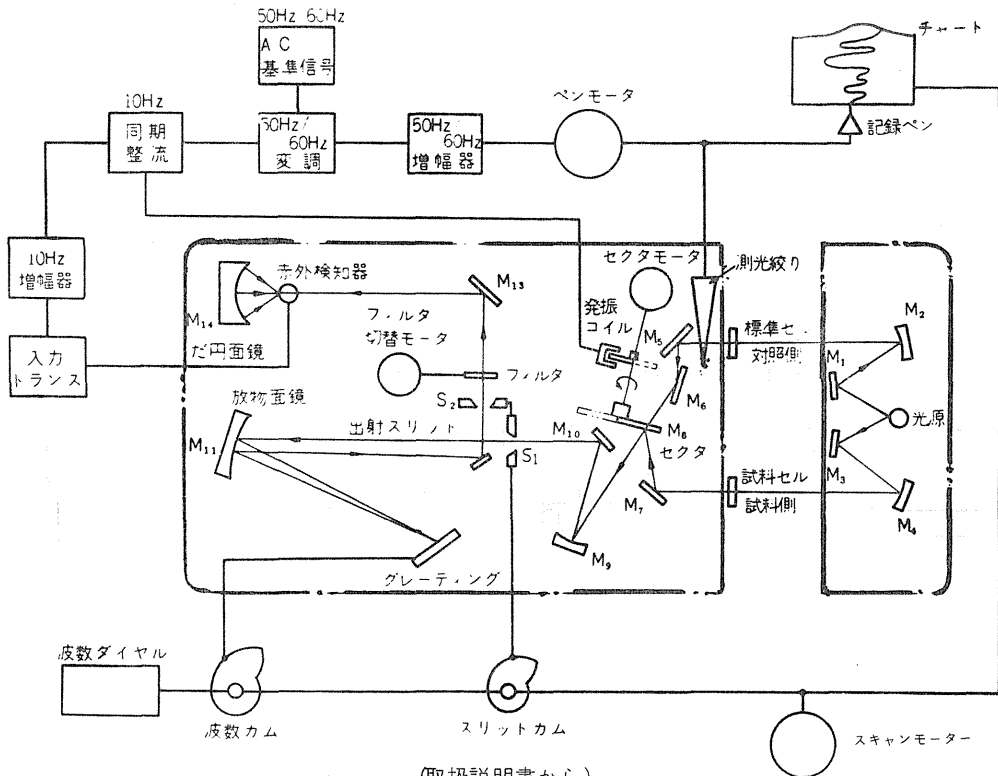 50Hz 60Hz
AC
基準信号
チャート
10Hz
同期
整流
50Hz/
60Hz
変調
50Hz/
60Hz
増幅器
ペンモータ
記録ペン
10Hz
増幅器
入力
トランス
赤外検知器
M14
だ円面鏡
M13
フィルタ
切替モータ
フィルタ
セクタモータ
発振
コイル
測光絞り
M5
M6
標準セル
対照側
M2
M1
光源
M3
M4
放物面鏡
M11
S2
出射スリット
S1
M10
M8
セクタ
M7
試料セル
試料側
M9
グレーティング
波数ダイヤル
波数カム
スリットカム
スキャンモーター
(取扱説明書から)